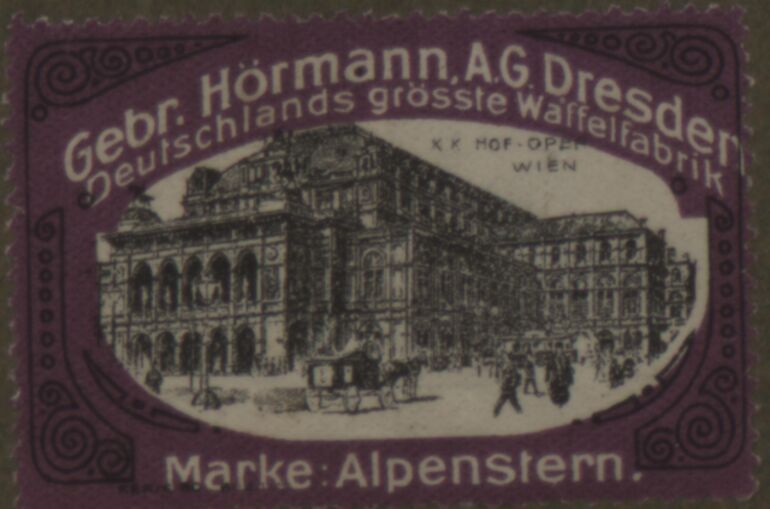 Gebr. Hörmann, A.G. Dresden
Deutschlands grösste Waffelfabrik
K K HOF-OPER
WIEN
Marke: Alpenstern.